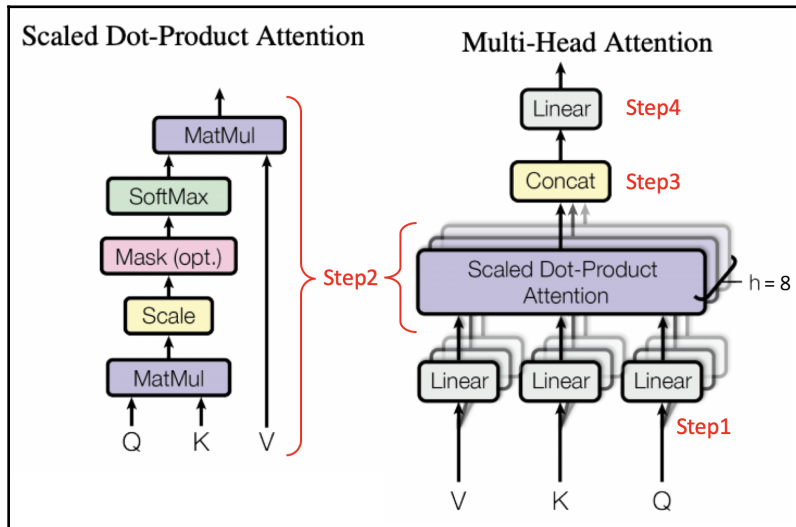 Scaled Dot-Product Attention
MatMul
SoftMax
Mask (opt.)
Scale
MatMul
Q K V
Step2
Multi-Head Attention
Linear
Step4
Concat
Step3
Scaled Dot-Product
Attention
h = 8
Linear Linear Linear
Step1
V K Q